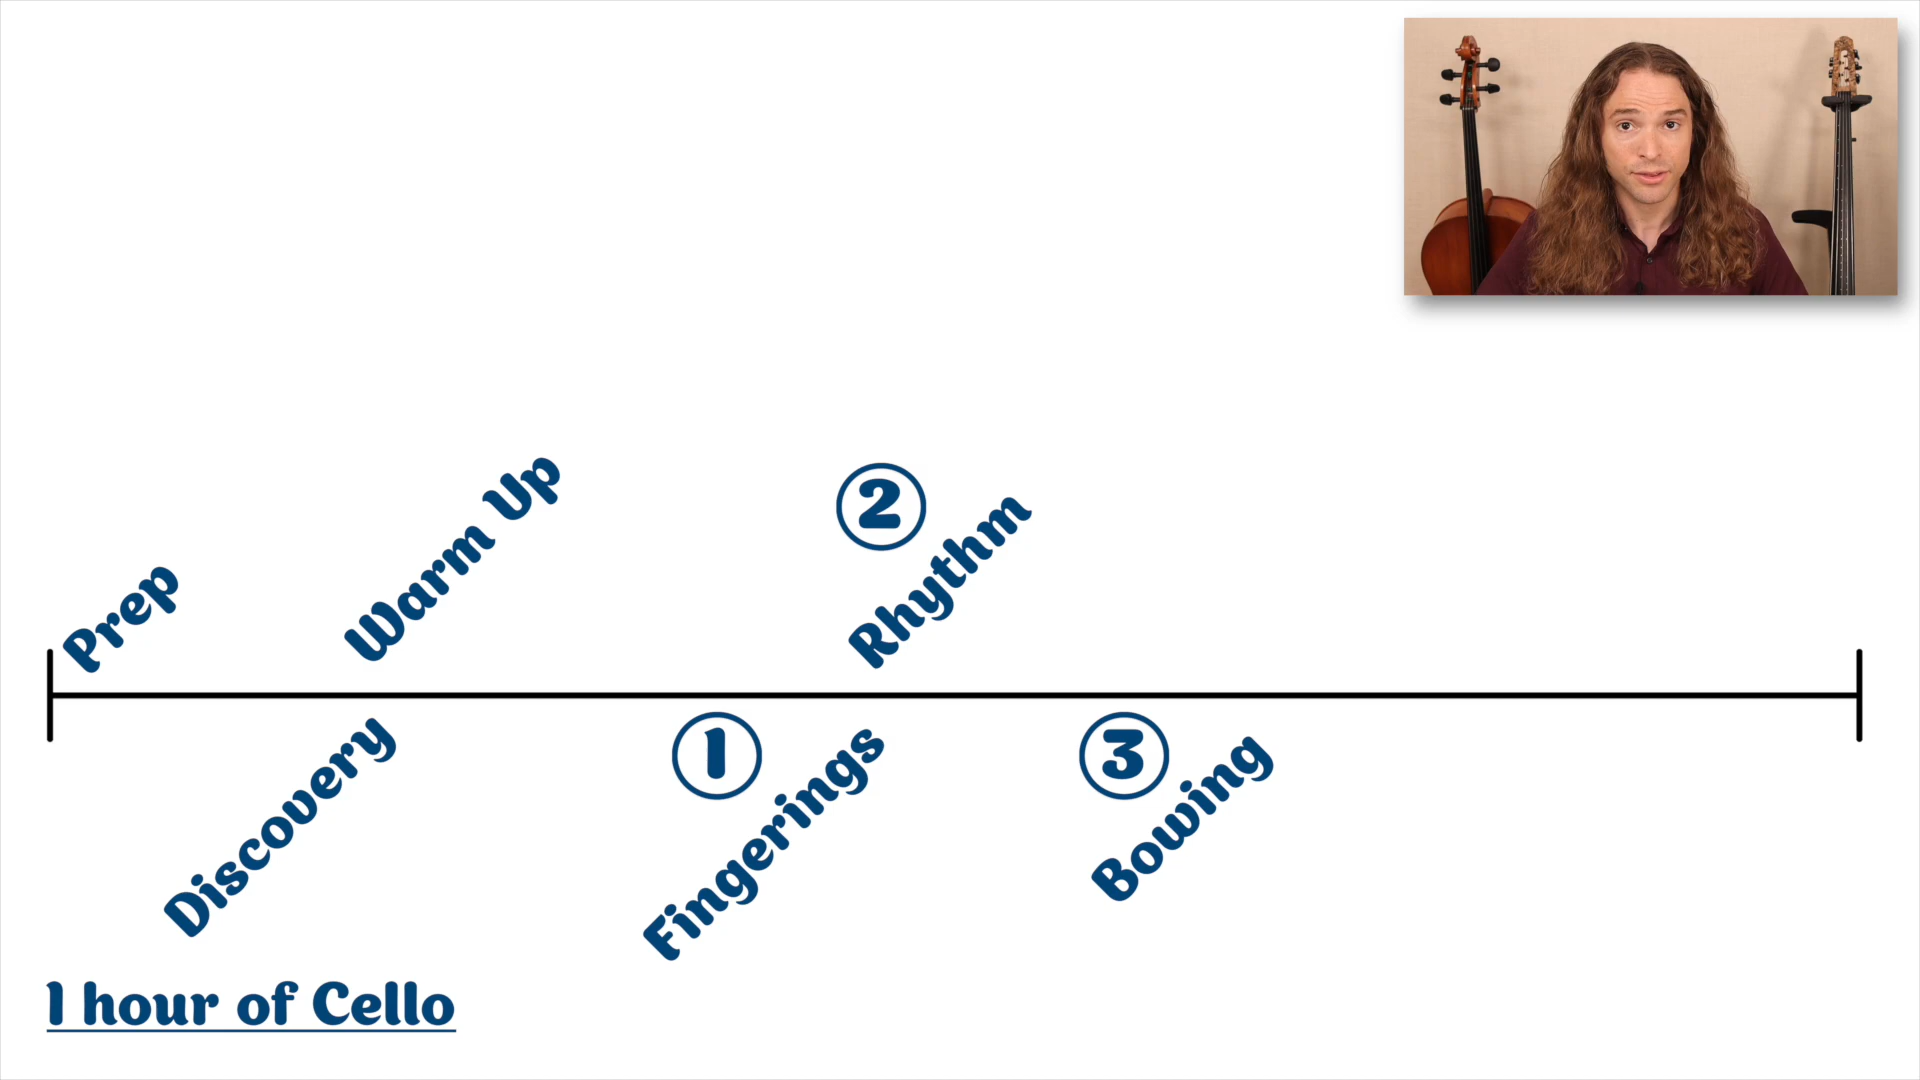 Prep
Discovery
Warm Up
1
Fingerings
2
Rhythm
3
Bowing
1 hour of Cello